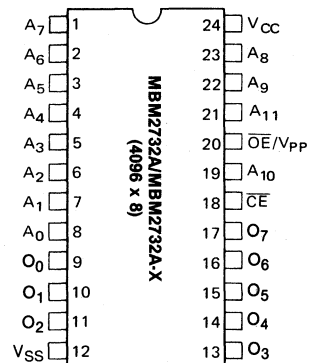 A7 1 24 VCC
A6 2 23 A8
A5 3 22 A9
A4 4 21 A11
A3 5 20 OE/VPP
A2 6 19 A10
A1 7 18 CE
A0 8 17 O7
O0 9 16 O6
O1 10 15 O5
O2 11 14 O4
VSS 12 13 O3
MBM2732A/MBM2732A-X
(4096 x 8)